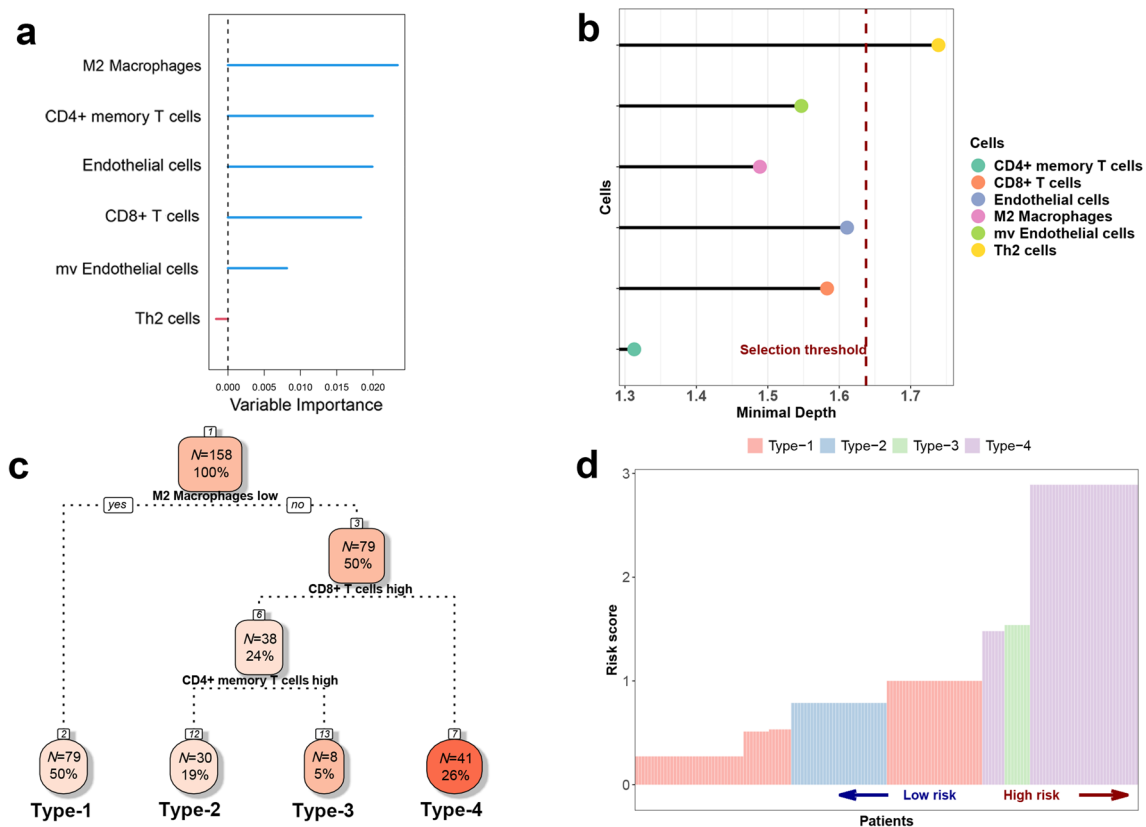 a
M2 Macrophages
CD4+ memory T cells
Endothelial cells
CD8+ T cells
mv Endothelial cells
Th2 cells
0.000 0.005 0.010 0.015 0.020
Variable Importance
b
Cells
Selection threshold
1.3 1.4 1.5 1.6 1.7
Minimal Depth
Cells
CD4+ memory T cells
CD8+ T cells
Endothelial cells
M2 Macrophages
mv Endothelial cells
Th2 cells
c
1
N=158
100%
M2 Macrophages low
yes
no
3
N=79
50%
CD8+ T cells high
6
N=38
24%
CD4+ memory T cells high
2
N=79
50%
Type-1
12
N=30
19%
Type-2
13
N=8
5%
Type-3
7
N=41
26%
Type-4
d
Type−1 Type−2 Type−3 Type−4
Risk score
3
2
1
0
Low risk
High risk
Patients